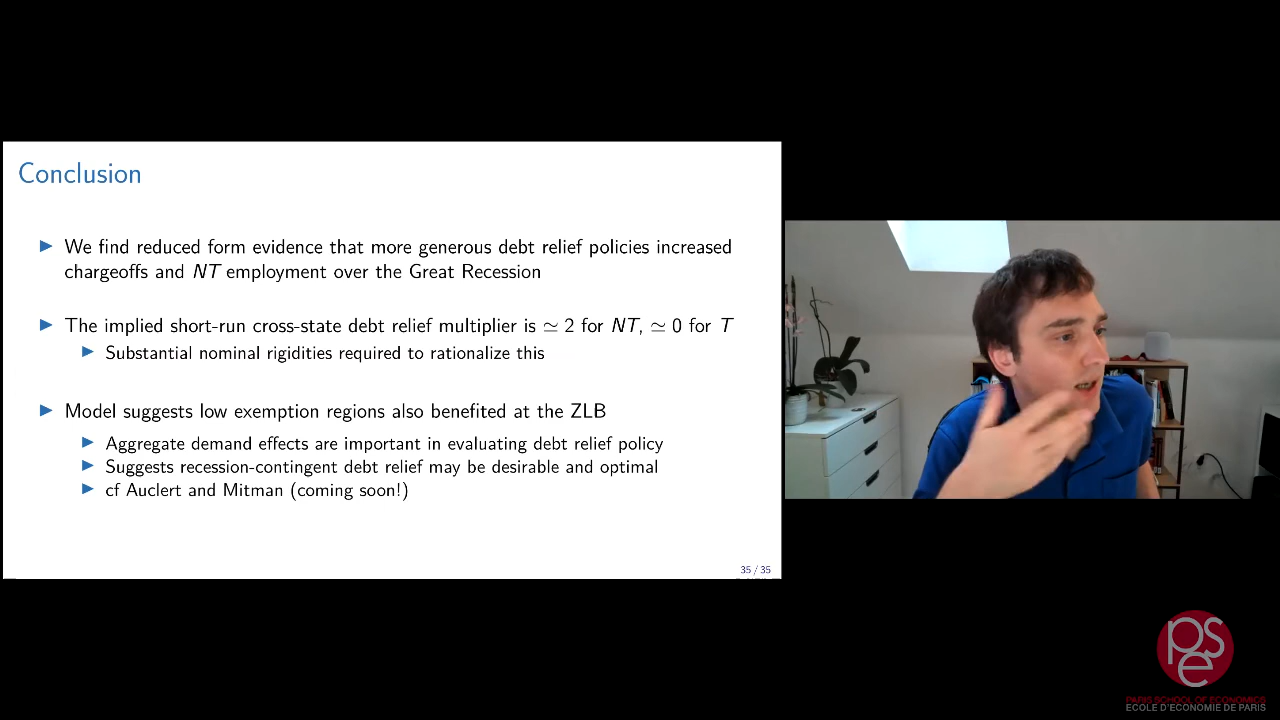 Conclusion
► We find reduced form evidence that more generous debt relief policies increased
chargeoffs and NT employment over the Great Recession
► The implied short-run cross-state debt relief multiplier is ≃ 2 for NT, ≃ 0 for T
► Substantial nominal rigidities required to rationalize this
► Model suggests low exemption regions also benefited at the ZLB
► Aggregate demand effects are important in evaluating debt relief policy
► Suggests recession-contingent debt relief may be desirable and optimal
► cf Auclert and Mitman (coming soon!)
35 / 35
pse
PARIS SCHOOL OF ECONOMICS
ECOLE D'ECONOMIE DE PARIS